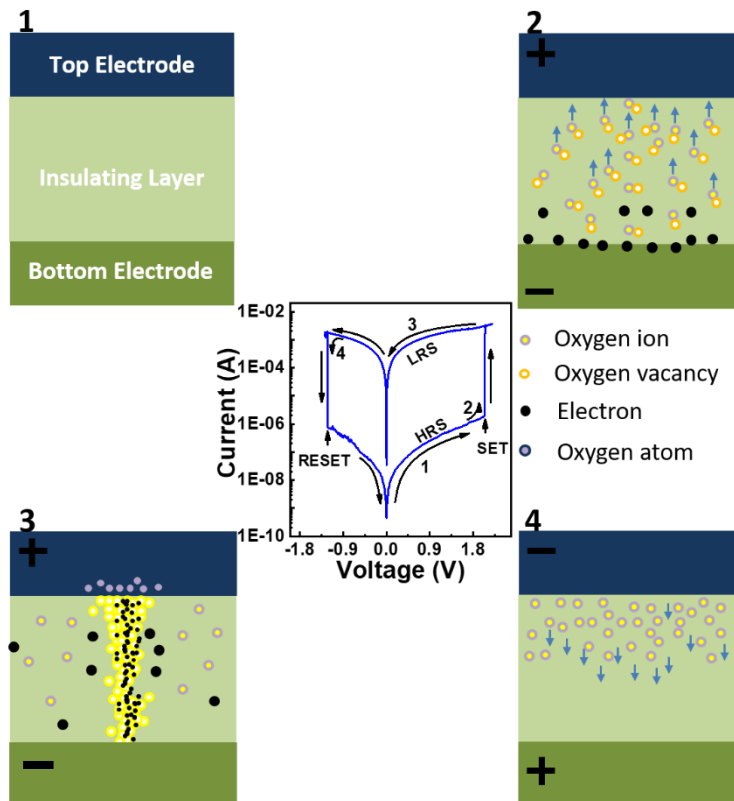 1
Top Electrode
Insulating Layer
Bottom Electrode
2
+
−
Current (A)
1E-02
1E-04
1E-06
1E-08
1E-10
3
4
LRS
2
HRS
RESET
SET
1
-1.8 -0.9 0.0 0.9 1.8
Voltage (V)
Oxygen ion
Oxygen vacancy
Electron
Oxygen atom
3
+
−
4
−
+